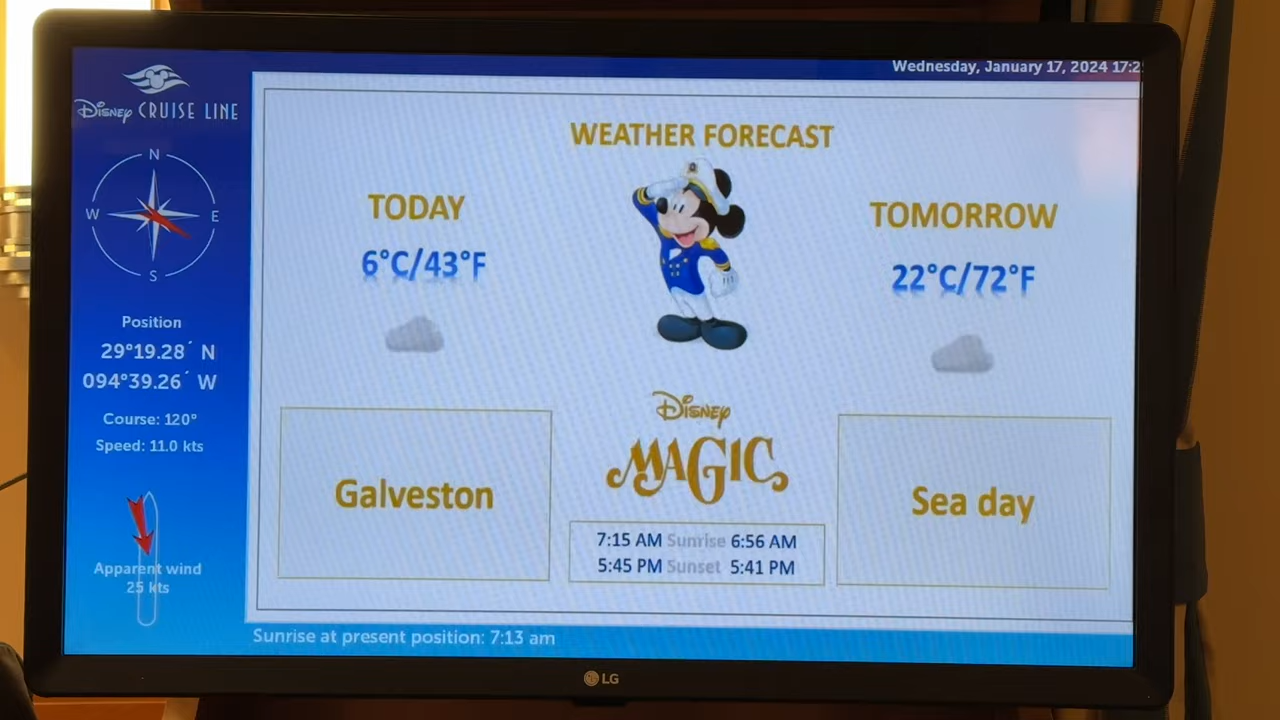 Wednesday, January 17, 2024 17:2
Disney CRUISE LINE
N
W E
S
Position
29°19.28´ N
094°39.26´ W
Course: 120°
Speed: 11.0 kts
Apparent wind
25 kts
WEATHER FORECAST
TODAY
6°C/43°F
TOMORROW
22°C/72°F
Galveston
Disney
MAGIC
Sea day
7:15 AM Sunrise 6:56 AM
5:45 PM Sunset 5:41 PM
Sunrise at present position: 7:13 am
LG